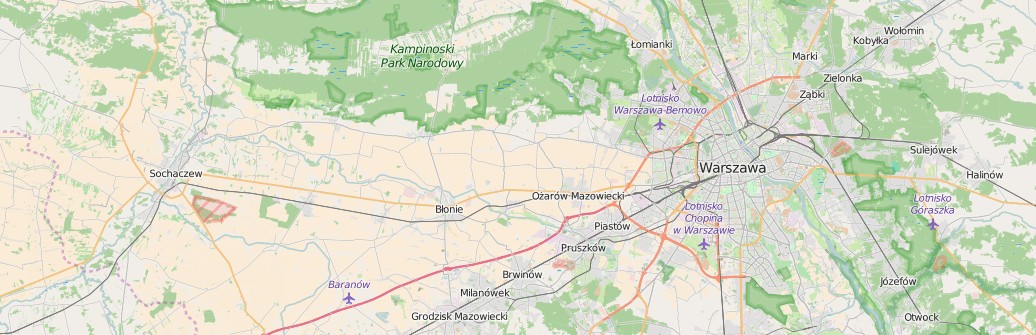 Wołomin
Kobyłka
Łomianki
Kampinoski
Park Narodowy
Marki
Zielonka
Ząbki
Lotnisko
Warszawa-Bemowo
Sulejówek
Warszawa
Sochaczew
Halinów
Ożarów Mazowiecki
Lotnisko
Góraszka
Błonie
Lotnisko
Chopina
w Warszawie
Piastów
Pruszków
Brwinów
Józefów
Baranów
Milanówek
Grodzisk Mazowiecki
Otwock